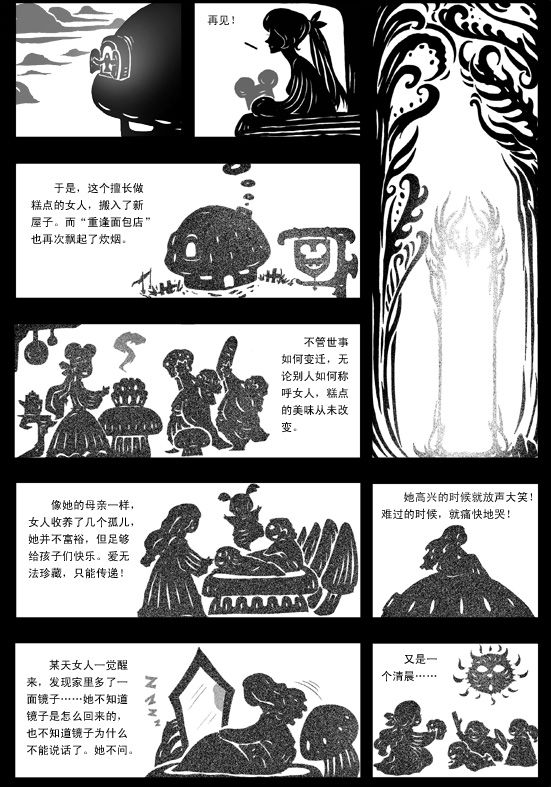 再见！
于是，这个擅长做
糕点的女人，搬入了新
屋子。而“重逢面包店”
也再次飘起了炊烟。
不管世事
如何变迁，无
论别人如何称
呼女人，糕点
的美味从未改
变。
像她的母亲一样，
女人收养了几个孤儿，
她并不富裕，但足够
给孩子们快乐。爱无
法珍藏，只能传递！
她高兴的时候就放声大笑！
难过的时候，就痛快地哭！
某天女人一觉醒
来，发现家里多了一
面镜子……她不知道
镜子是怎么回来的，
也不知道镜子为什么
不能说话了。她不问。
又是一
个清晨……